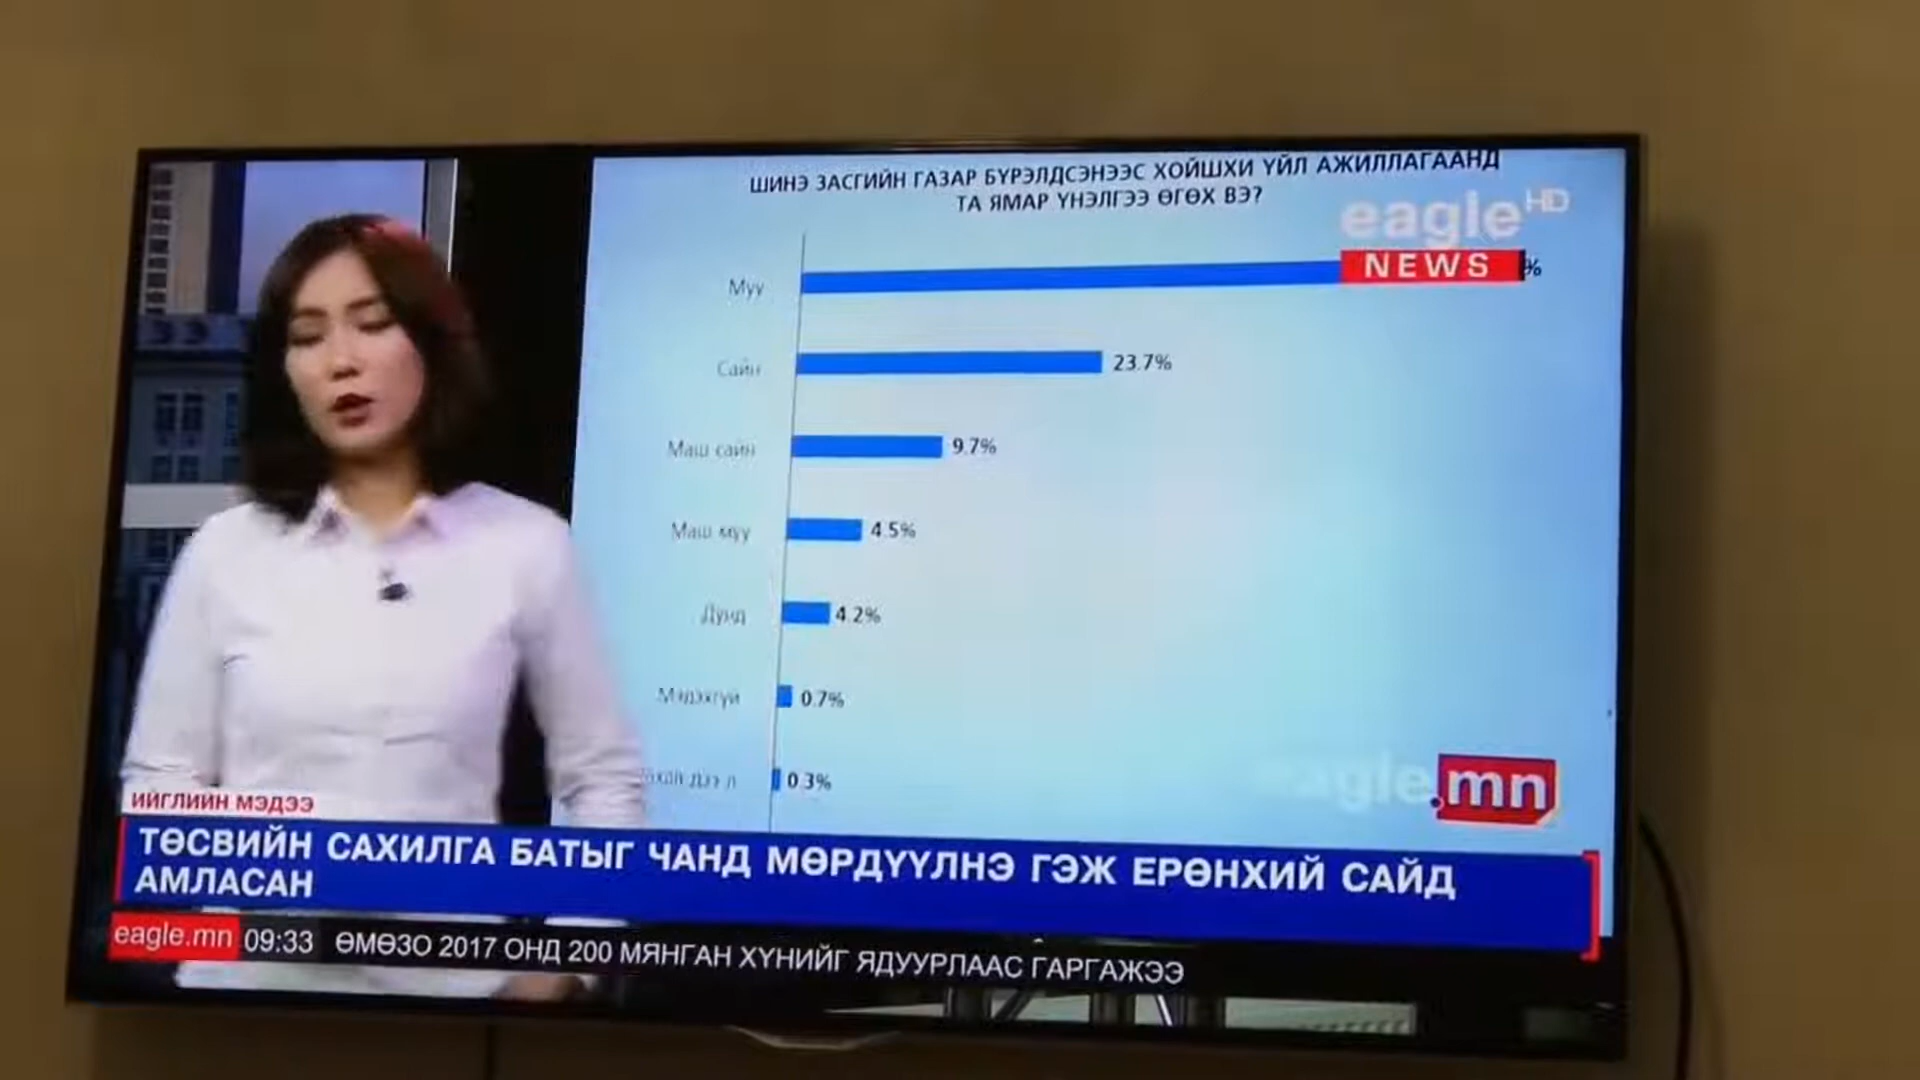 ШИНЭ ЗАСГИЙН ГАЗАР БҮРЭЛДСЭНЭЭС ХОЙШХИ ҮЙЛ АЖИЛЛАГААНД
ТА ЯМАР ҮНЭЛГЭЭ ӨГӨХ ВЭ?
eagle HD
NEWS
Муу %
Сайн 23.7%
Маш сайн 9.7%
Маш муу 4.5%
Дунд 4.2%
Мэдэхгүй 0.7%
0.3%
eagle.mn
ИЙГЛИЙН МЭДЭЭ
ТӨСВИЙН САХИЛГА БАТЫГ ЧАНД МӨРДҮҮЛНЭ ГЭЖ ЕРӨНХИЙ САЙД
АМЛАСАН
eagle.mn 09:33 ӨМӨЗО 2017 ОНД 200 МЯНГАН ХҮНИЙГ ЯДУУРЛААС ГАРГАЖЭЭ